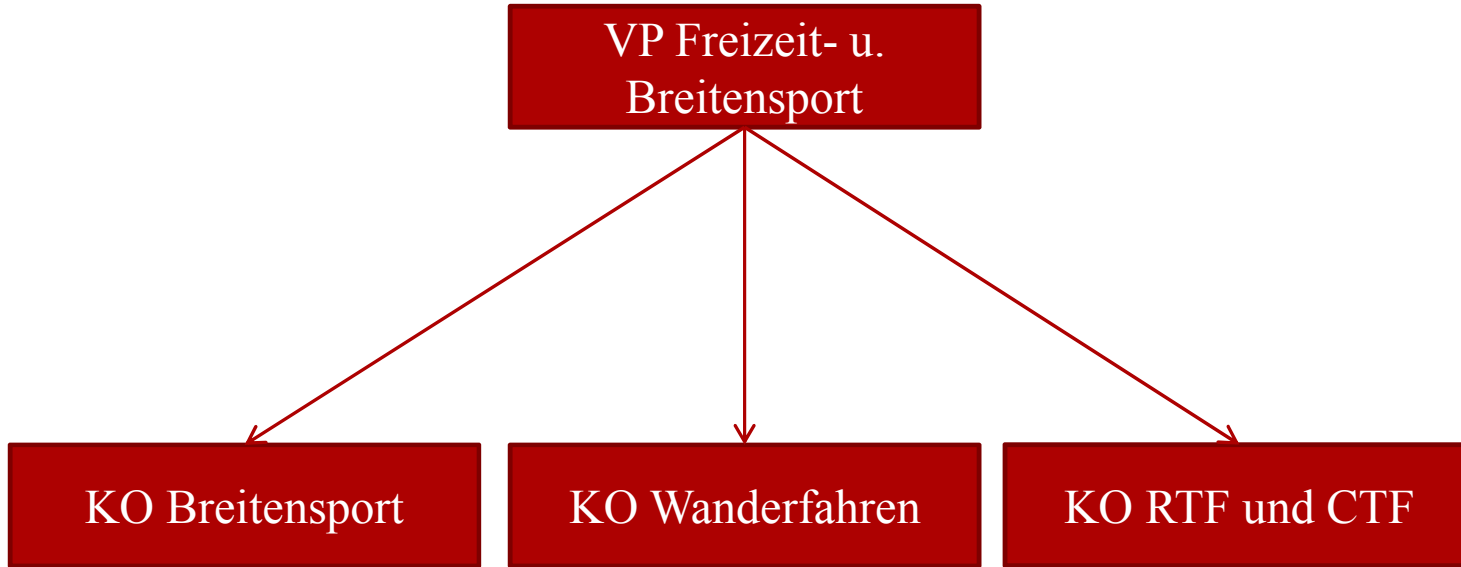 VP Freizeit- u.
Breitensport
KO Breitensport
KO Wanderfahren
KO RTF und CTF